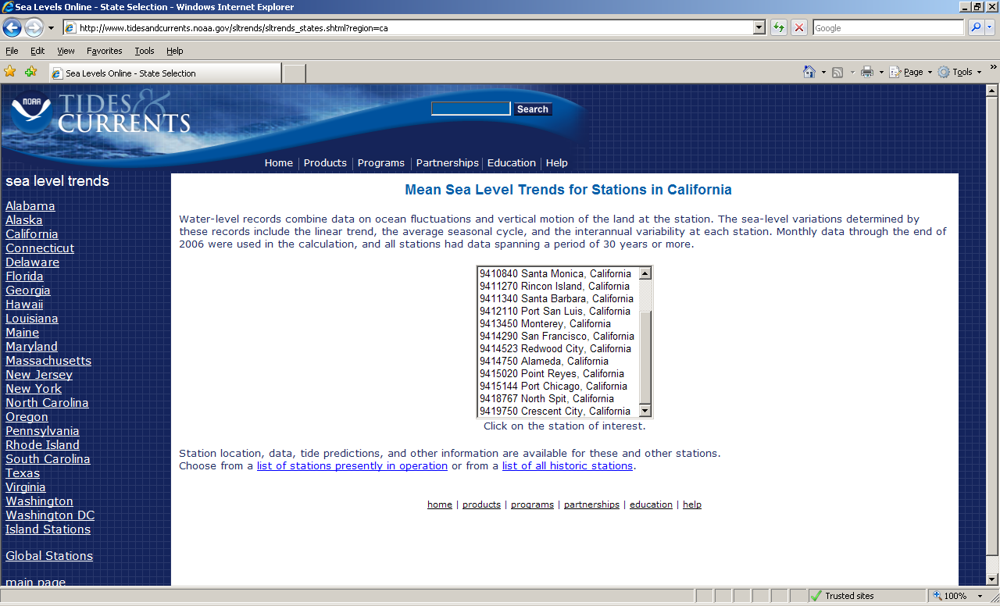 Sea Levels Online - State Selection - Windows Internet Explorer
http://www.tidesandcurrents.noaa.gov/sltrends/sltrends_states.shtml?region=ca
Google
File Edit View Favorites Tools Help
Sea Levels Online - State Selection
Page Tools
NOAA
TIDES & CURRENTS
Search
Home Products Programs Partnerships Education Help
sea level trends
Alabama
Alaska
California
Connecticut
Delaware
Florida
Georgia
Hawaii
Louisiana
Maine
Maryland
Massachusetts
New Jersey
New York
North Carolina
Oregon
Pennsylvania
Rhode Island
South Carolina
Texas
Virginia
Washington
Washington DC
Island Stations
Global Stations
main page
Mean Sea Level Trends for Stations in California
Water-level records combine data on ocean fluctuations and vertical motion of the land at the station. The sea-level variations determined by
these records include the linear trend, the average seasonal cycle, and the interannual variability at each station. Monthly data through the end of
2006 were used in the calculation, and all stations had data spanning a period of 30 years or more.
9410840 Santa Monica, California
9411270 Rincon Island, California
9411340 Santa Barbara, California
9412110 Port San Luis, California
9413450 Monterey, California
9414290 San Francisco, California
9414523 Redwood City, California
9414750 Alameda, California
9415020 Point Reyes, California
9415144 Port Chicago, California
9418767 North Spit, California
9419750 Crescent City, California
Click on the station of interest.
Station location, data, tide predictions, and other information are available for these and other stations.
Choose from a list of stations presently in operation or from a list of all historic stations.
home | products | programs | partnerships | education | help
Trusted sites
100%